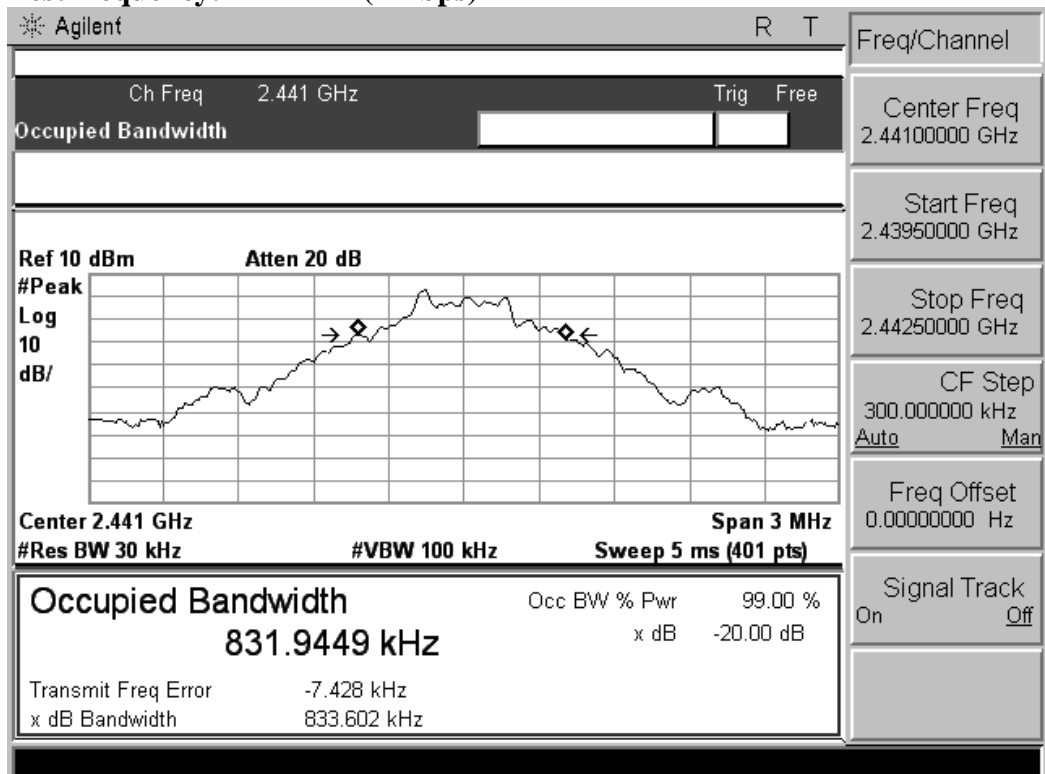 Agilent R T
Freq/Channel
Ch Freq 2.441 GHz Trig Free
Occupied Bandwidth
Center Freq
2.44100000 GHz
Start Freq
2.43950000 GHz
Stop Freq
2.44250000 GHz
CF Step
300.000000 kHz
Auto Man
Freq Offset
0.00000000 Hz
Signal Track
On Off
Ref 10 dBm Atten 20 dB
#Peak
Log
10
dB/
Center 2.441 GHz Span 3 MHz
#Res BW 30 kHz #VBW 100 kHz Sweep 5 ms (401 pts)
Occupied Bandwidth Occ BW % Pwr 99.00 %
831.9449 kHz x dB -20.00 dB
Transmit Freq Error -7.428 kHz
x dB Bandwidth 833.602 kHz